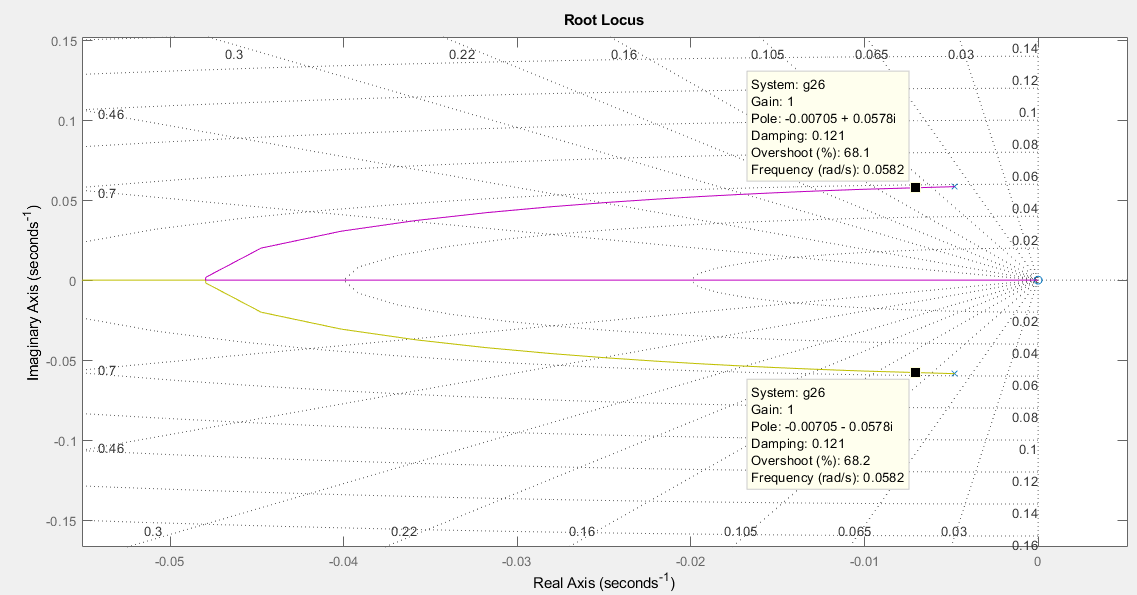 Root Locus
0.15
0.3
0.22
0.16
0.105
0.065
0.03
0.14
System: g26
Gain: 1
Pole: -0.00705 + 0.0578i
Damping: 0.121
Overshoot (%): 68.1
Frequency (rad/s): 0.0582
0.12
0.1
0.46
0.1
0.08
0.06
0.7
0.05
0.04
0.02
Imaginary Axis (seconds-1)
0
0.02
0.04
-0.05
0.7
0.06
System: g26
Gain: 1
Pole: -0.00705 - 0.0578i
Damping: 0.121
Overshoot (%): 68.2
Frequency (rad/s): 0.0582
0.08
-0.1
0.46
0.1
0.12
0.14
-0.15
0.3
0.22
0.16
0.105
0.065
0.03
0.16
-0.05
-0.04
-0.03
-0.02
-0.01
0
Real Axis (seconds-1)